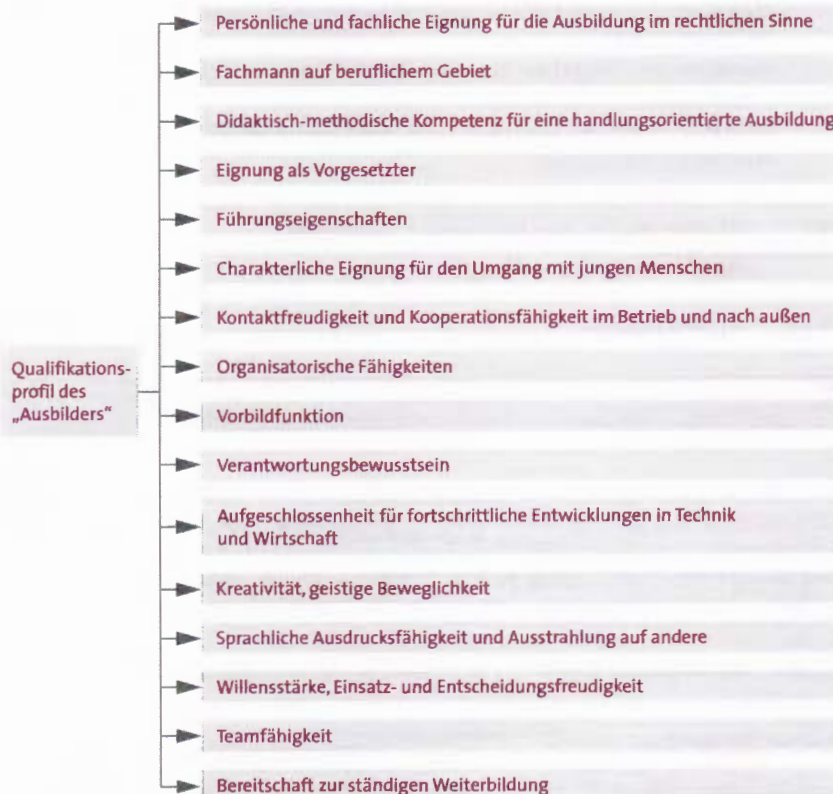 Persönliche und fachliche Eignung für die Ausbildung im rechtlichen Sinne
Fachmann auf beruflichem Gebiet
Didaktisch-methodische Kompetenz für eine handlungsorientierte Ausbildung
Eignung als Vorgesetzter
Führungseigenschaften
Charakterliche Eignung für den Umgang mit jungen Menschen
Kontaktfreudigkeit und Kooperationsfähigkeit im Betrieb und nach außen
Qualifikations-
profil des
„Ausbilders“
Organisatorische Fähigkeiten
Vorbildfunktion
Verantwortungsbewusstsein
Aufgeschlossenheit für fortschrittliche Entwicklungen in Technik
und Wirtschaft
Kreativität, geistige Beweglichkeit
Sprachliche Ausdrucksfähigkeit und Ausstrahlung auf andere
Willensstärke, Einsatz- und Entscheidungsfreudigkeit
Teamfähigkeit
Bereitschaft zur ständigen Weiterbildung